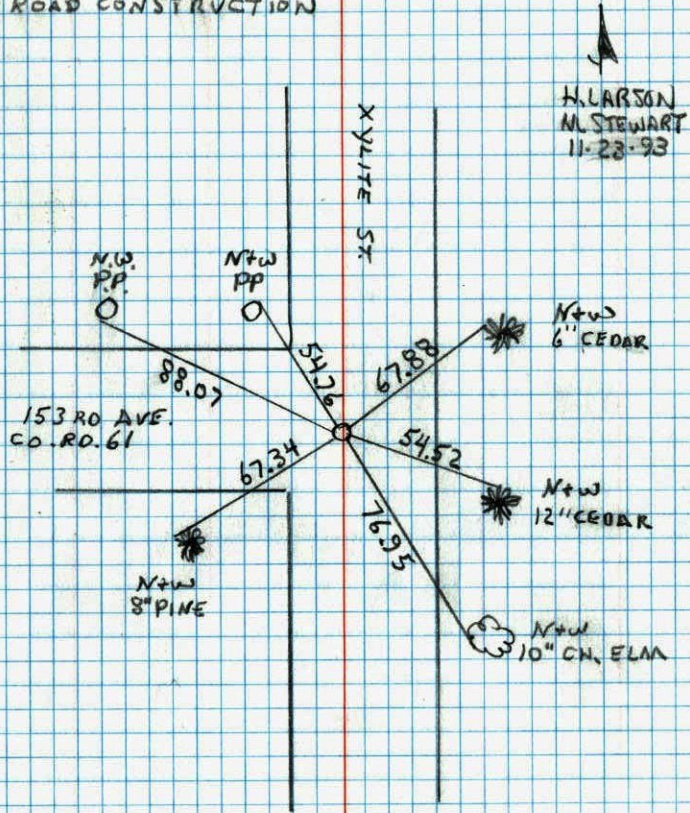 ROAD CONSTRUCTION
H. LARSON
M. STEWART
11-23-93
XYLITE ST
N.W.
P.P.
N+W
PP
N+W
6" CEDAR
54.76
67.88
88.07
153 RD AVE.
CO. RD. 61
67.34
54.52
N+W
12" CEDAR
76.95
N+W
8" PINE
N+W
10" CH. ELM